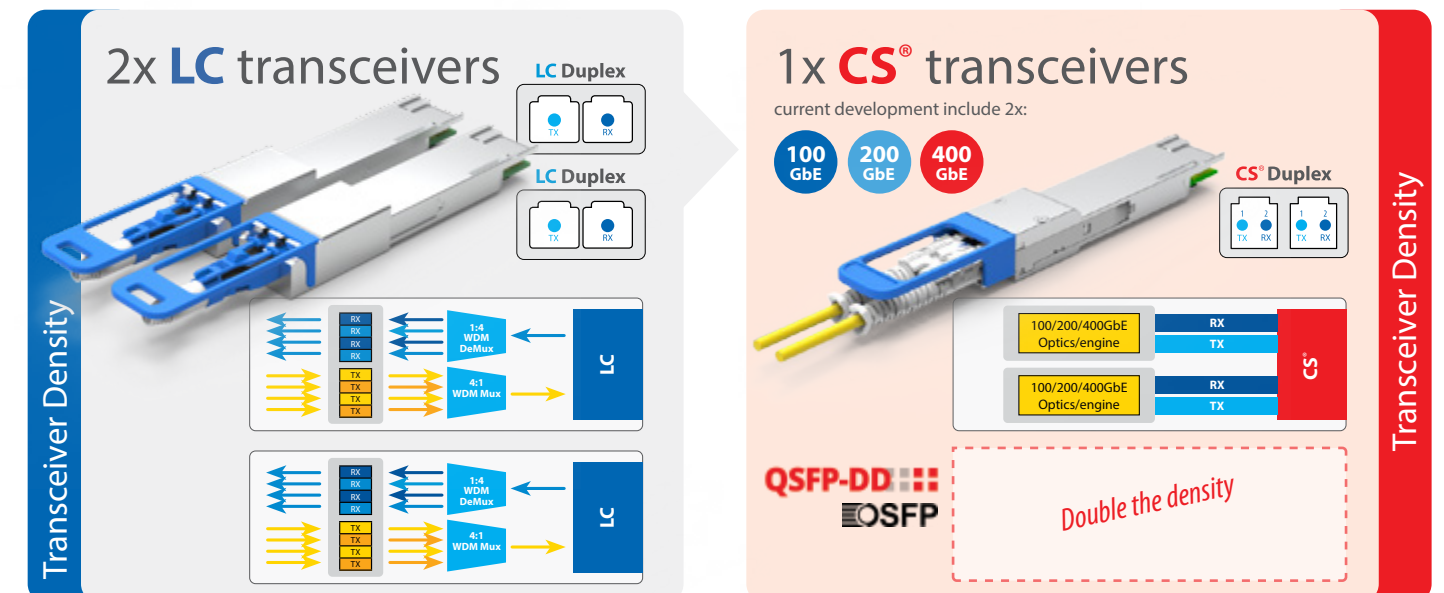 Transceiver Density
2x LC transceivers
LC Duplex
TX RX
LC Duplex
TX RX
RX
RX
RX
RX
TX
TX
TX
TX
1:4
WDM
DeMux
4:1
WDM Mux
LC
RX
RX
RX
RX
TX
TX
TX
TX
1:4
WDM
DeMux
4:1
WDM Mux
LC
1x CS® transceivers
current development include 2x:
100
GbE
200
GbE
400
GbE
CS® Duplex
1 2 1 2
TX RX TX RX
100/200/400GbE
Optics/engine
RX
TX
100/200/400GbE
Optics/engine
RX
TX
CS®
QSFP-DD
OSFP
Double the density
Transceiver Density